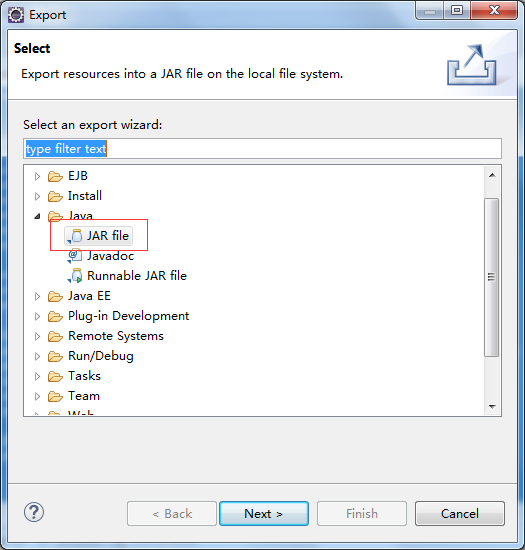 Export
Select
Export resources into a JAR file on the local file system.
Select an export wizard:
type filter text
EJB
Install
Java
JAR file
Javadoc
Runnable JAR file
Java EE
Plug-in Development
Remote Systems
Run/Debug
Tasks
Team
Web
? < Back Next > Finish Cancel